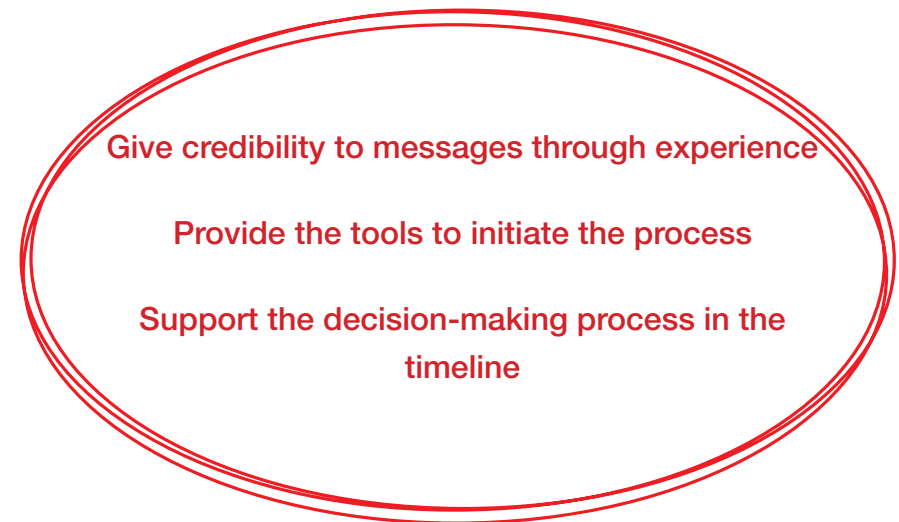 Give credibility to messages through experience
Provide the tools to initiate the process
Support the decision-making process in the
timeline